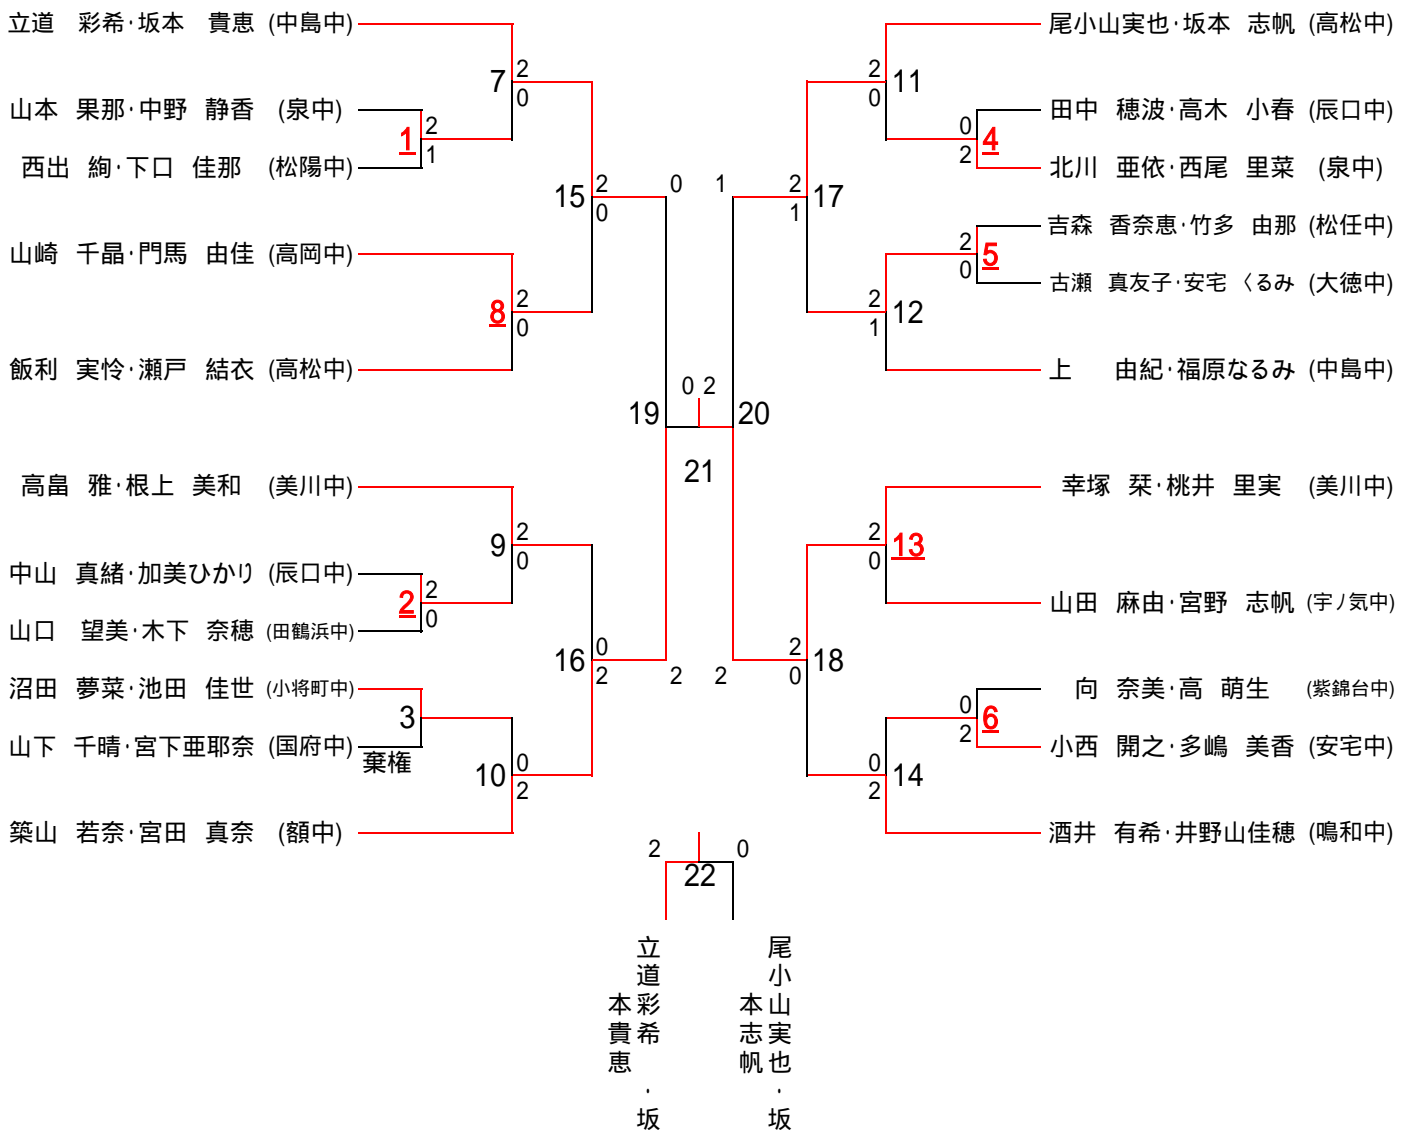 立道 彩希･坂本 貴恵 (中島中)
山本 果那･中野 静香 (泉中)
西出 絢･下口 佳那 (松陽中)
山崎 千晶･門馬 由佳 (高岡中)
飯利 実怜･瀬戸 結衣 (高松中)
高畠 雅･根上 美和 (美川中)
中山 真緒･加美ひかり (辰口中)
山口 望美･木下 奈穂 (田鶴浜中)
沼田 夢菜･池田 佳世 (小将町中)
山下 千晴･宮下亜耶奈 (国府中)
棄権
築山 若奈･宮田 真奈 (額中)
7
2
0
1
2
1
15
2
0
8
2
0
9
2
0
2
2
0
16
0
2
3
10
0
2
0
19
2
0 2
21
1
20
2
17
2
1
11
2
0
4
0
2
5
2
0
12
2
1
13
2
0
18
2
0
6
0
2
14
0
2
尾小山実也･坂本 志帆 (高松中)
田中 穂波･高木 小春 (辰口中)
北川 亜依･西尾 里菜 (泉中)
吉森 香奈恵･竹多 由那 (松任中)
古瀬 真友子･安宅 くるみ (大徳中)
上 由紀･福原なるみ (中島中)
幸塚 栞･桃井 里実 (美川中)
山田 麻由･宮野 志帆 (宇ノ気中)
向 奈美･高 萌生 (紫錦台中)
小西 開之･多嶋 美香 (安宅中)
酒井 有希･井野山佳穂 (鳴和中)
2
0
22
立道彩希･坂
本貴恵
尾小山実也･坂
本志帆